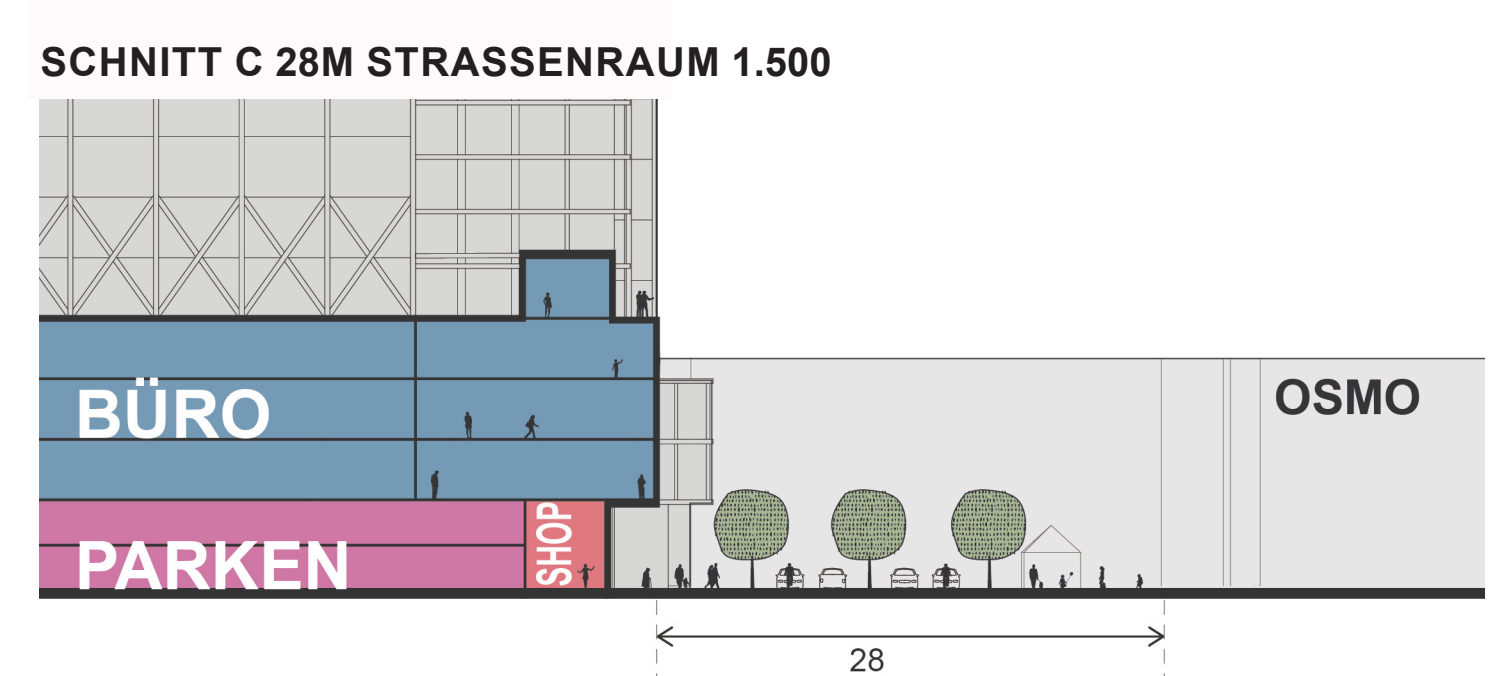 SCHNITT C 28M STRASSENRAUM 1.500
BÜRO
OSMO
PARKEN
SHOP
28